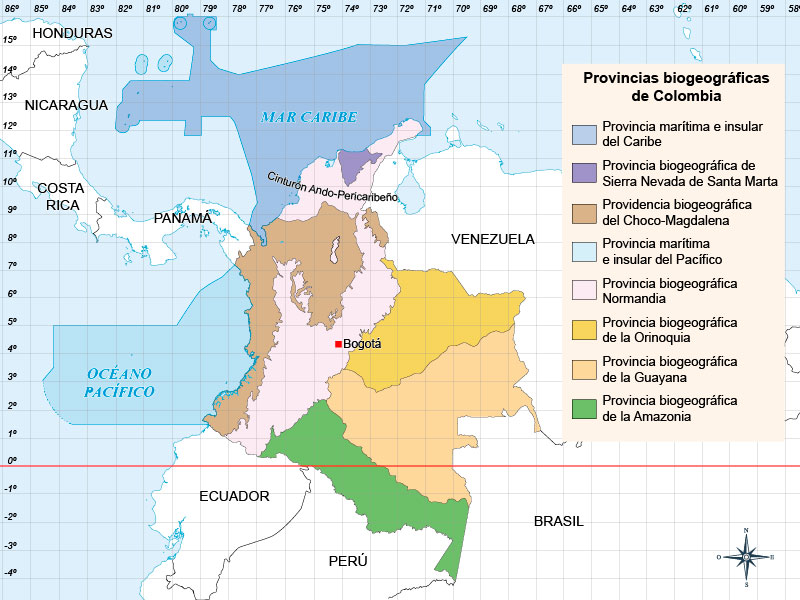 86º 85º 84º 83º 82º 81º 80º 79º 78º 77º 76º 75º 74º 73º 72º 71º 70º 69º 68º 67º 66º 65º 64º 63º 62º 61º 60º 59º 58º
15º
14º
13º
12º
11º
10º
9º
8º
7º
6º
5º
4º
3º
2º
1º
0º
-1º
-2º
-3º
-4º
HONDURAS
NICARAGUA
COSTA
RICA
PANAMÁ
MAR CARIBE
Cinturón Ando-Pericaribeño
VENEZUELA
Bogotá
OCÉANO
PACÍFICO
ECUADOR
PERÚ
BRASIL
Provincias biogeográficas
de Colombia
Provincia marítima e insular
del Caribe
Provincia biogeográfica de
Sierra Nevada de Santa Marta
Providencia biogeográfica
del Choco-Magdalena
Provincia marítima
e insular del Pacífico
Provincia biogeográfica
Normandia
Provincia biogeográfica
de la Orinoquia
Provincia biogeográfica
de la Guayana
Provincia biogeográfica
de la Amazonia
N
O E
S